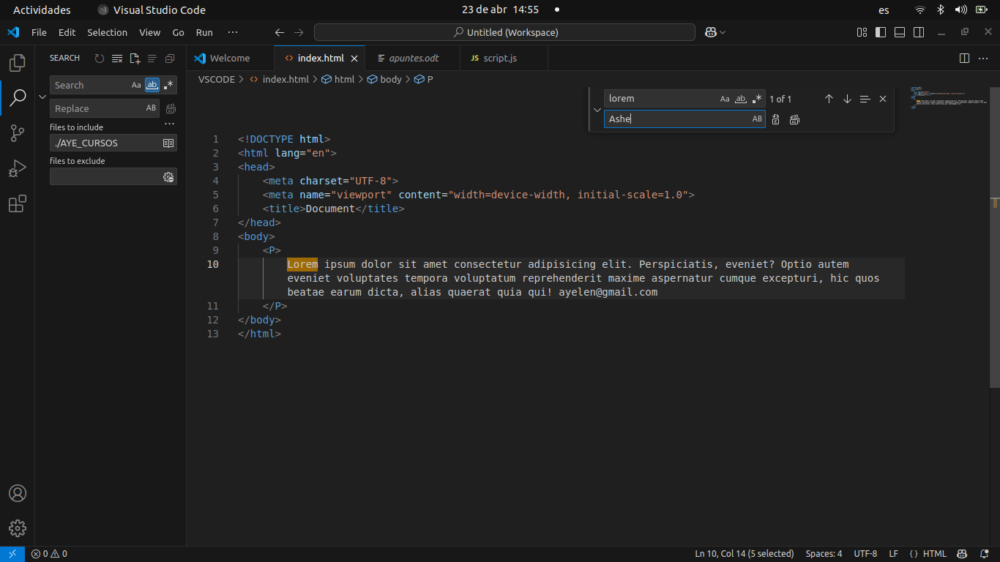 Actividades Visual Studio Code 23 de abr 14:55 es
File Edit Selection View Go Run ··· Untitled (Workspace)
SEARCH
Search Aa ab .*
Replace AB
files to include
./AYE_CURSOS
files to exclude
Welcome index.html apuntes.odt JS script.js
VSCODE > index.html > html > body > P
lorem Aa ab .* 1 of 1
Ashe AB
1 <!DOCTYPE html>
2 <html lang="en">
3 <head>
4 <meta charset="UTF-8">
5 <meta name="viewport" content="width=device-width, initial-scale=1.0">
6 <title>Document</title>
7 </head>
8 <body>
9 <P>
10 Lorem ipsum dolor sit amet consectetur adipisicing elit. Perspiciatis, eveniet? Optio autem
eveniet voluptates tempora voluptatum reprehenderit maxime aspernatur cumque excepturi, hic quos
beatae earum dicta, alias quaerat quia qui! ayelen@gmail.com
11 </P>
12 </body>
13 </html>
0 0 Ln 10, Col 14 (5 selected) Spaces: 4 UTF-8 LF {} HTML